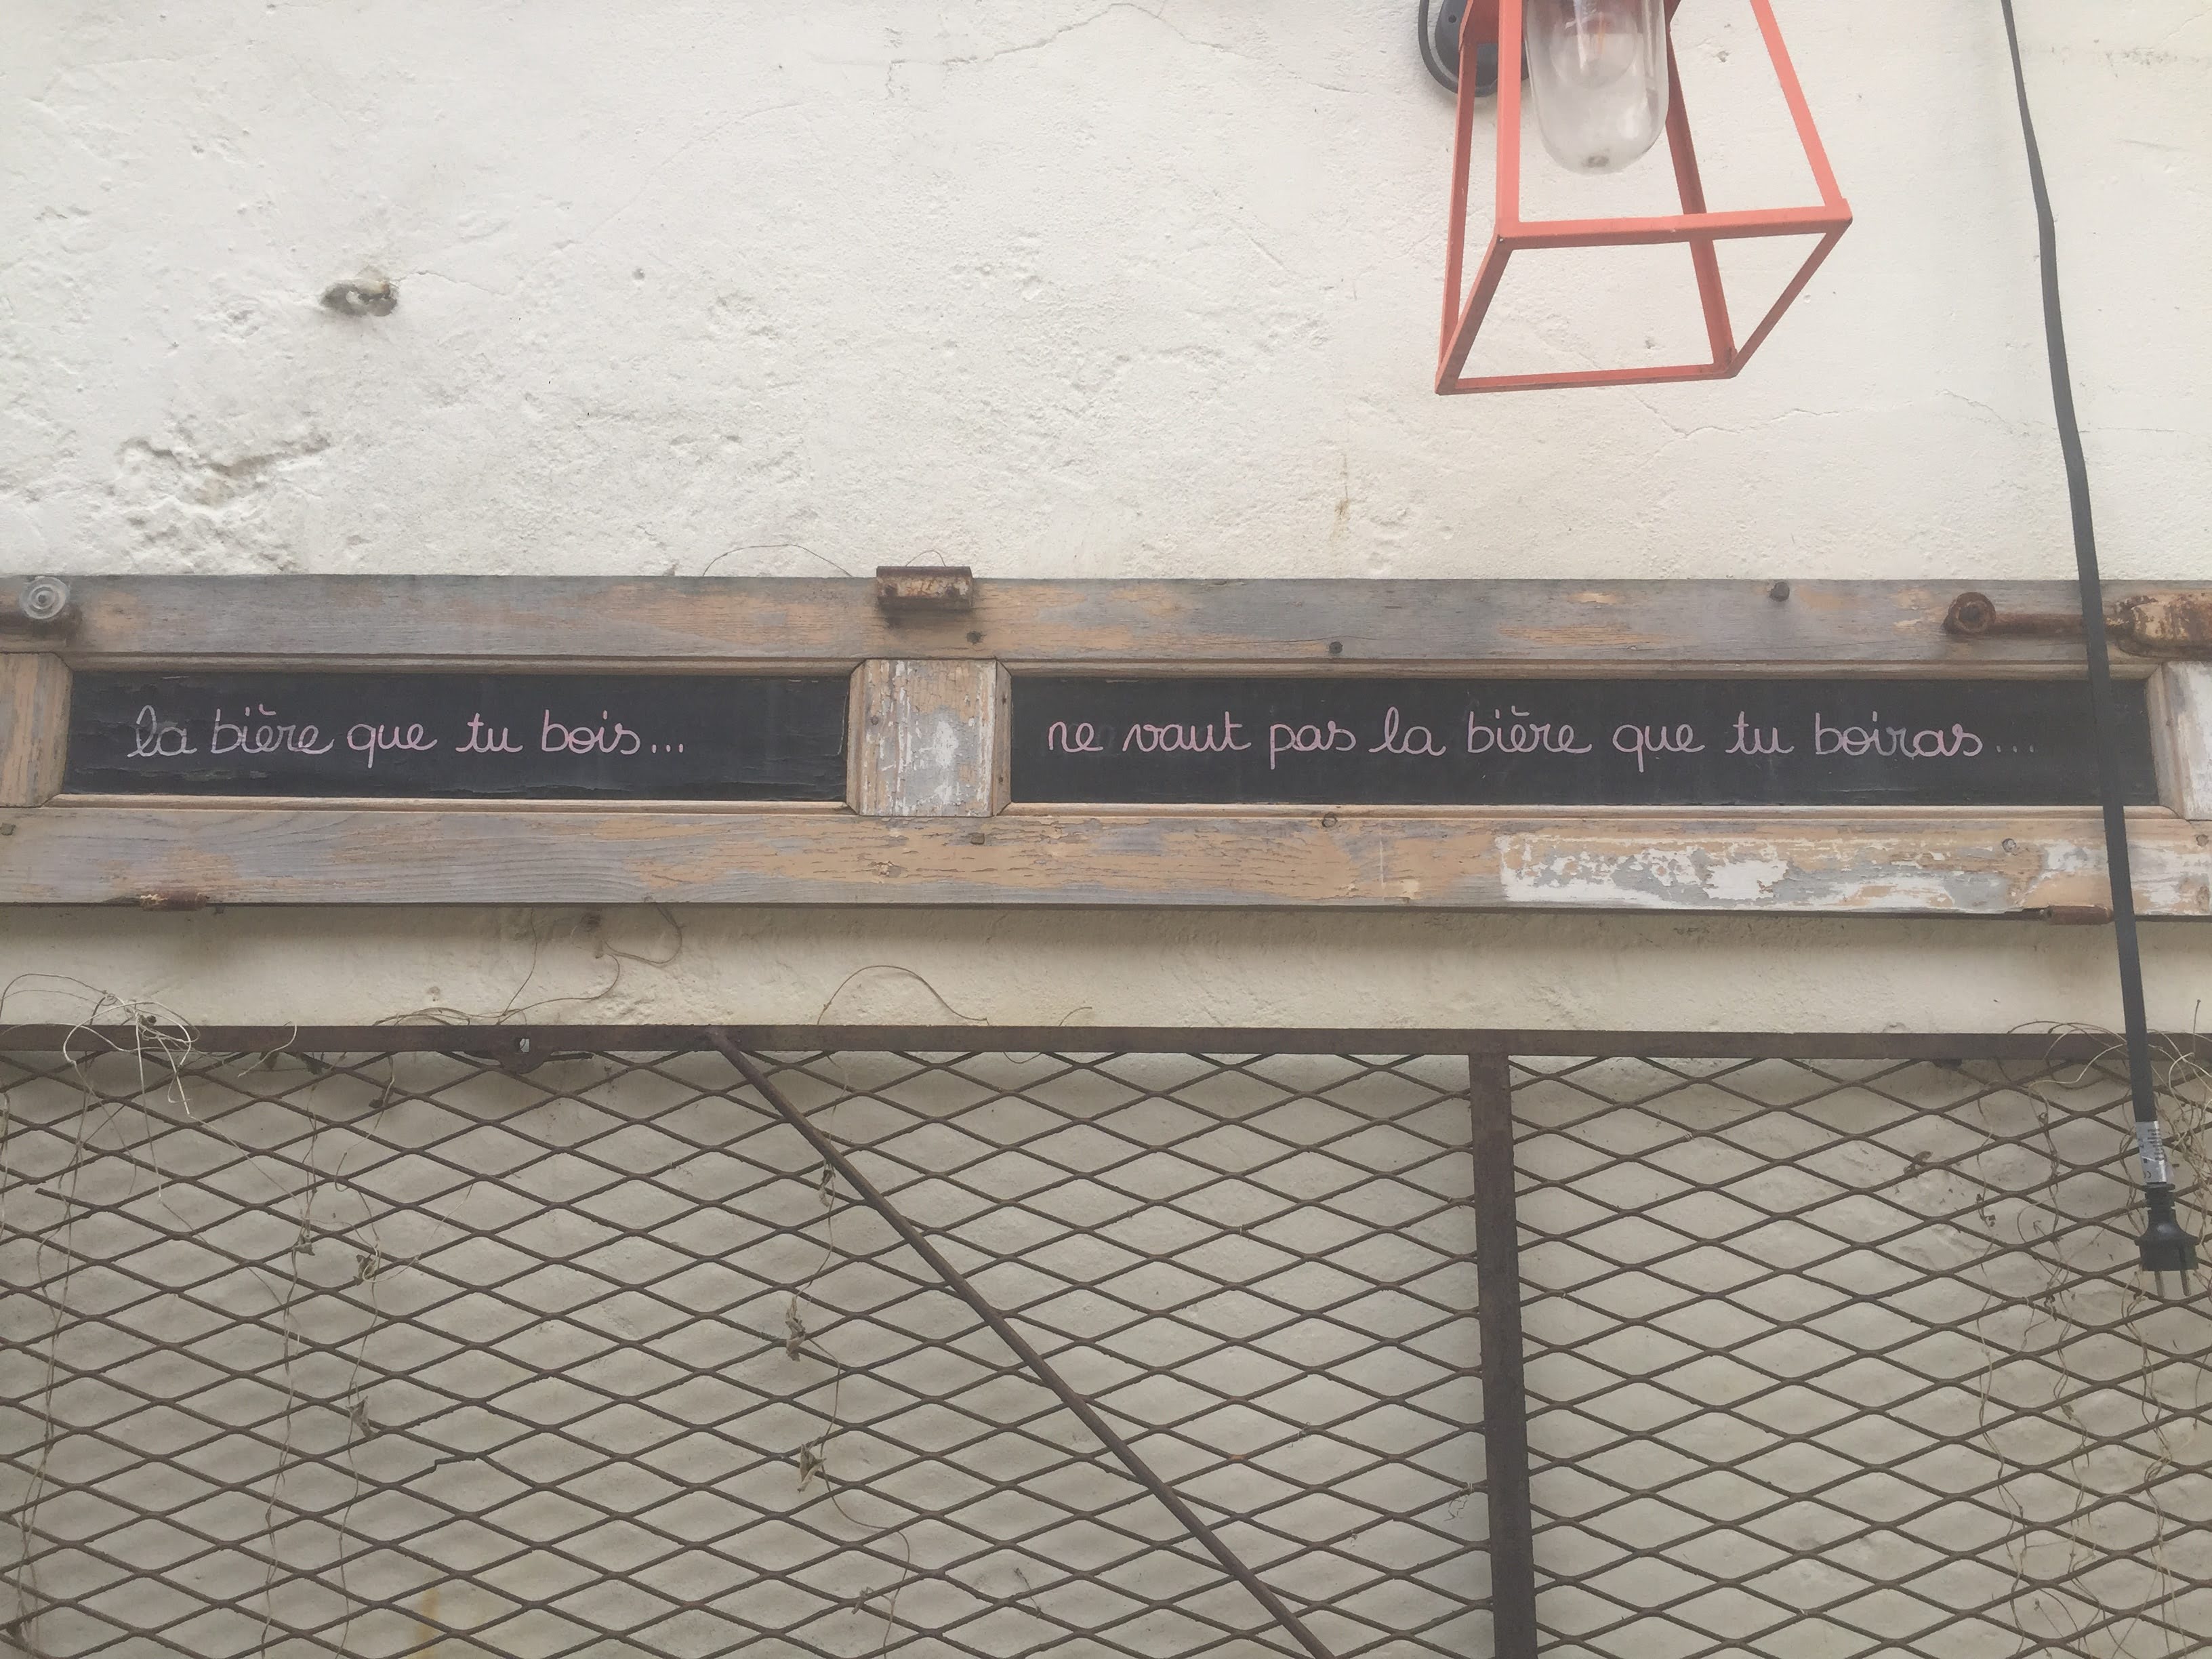 la bière que tu bois...
ne vaut pas la bière que tu boiras...